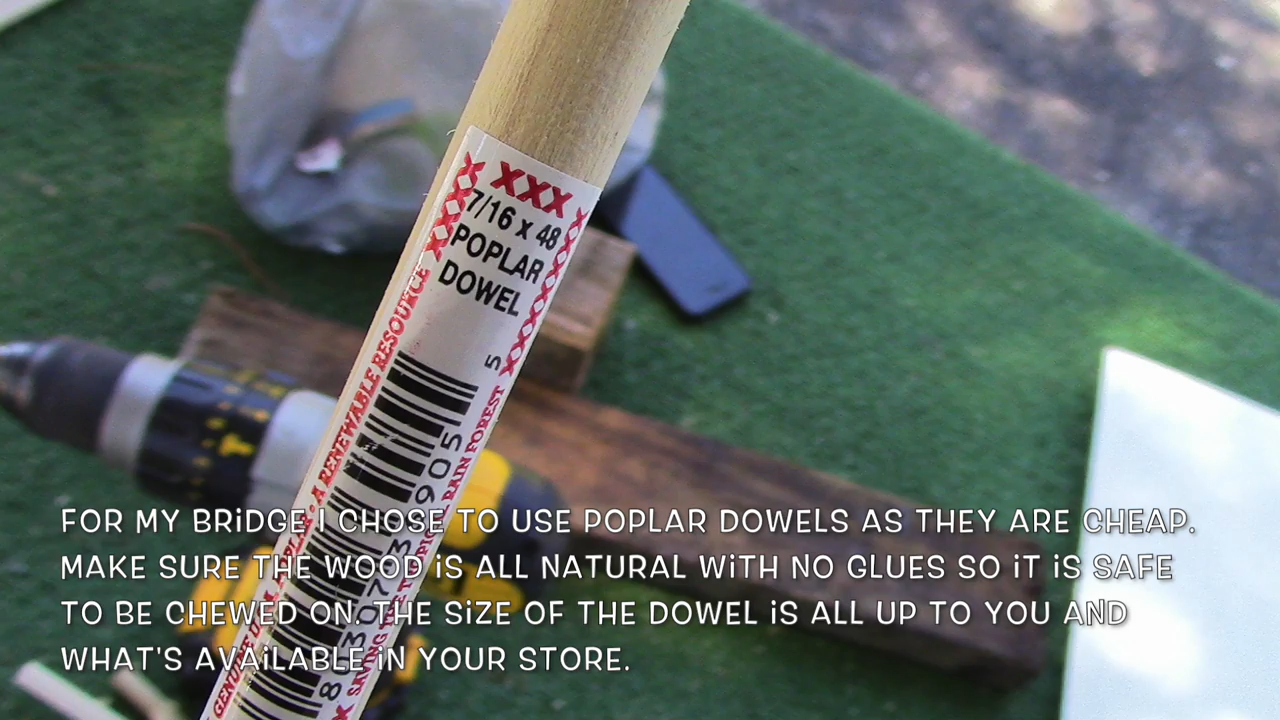 XXX
7/16 x 48
POPLAR
DOWEL
5
A RENEWABLE RESOURCE
RAIN FOREST
SAVING
FOR MY BRIDGE I CHOSE TO USE POPLAR DOWELS AS THEY ARE CHEAP.
MAKE SURE THE WOOD IS ALL NATURAL WITH NO GLUES SO IT IS SAFE
TO BE CHEWED ON. THE SIZE OF THE DOWEL IS ALL UP TO YOU AND
WHAT'S AVAILABLE IN YOUR STORE.